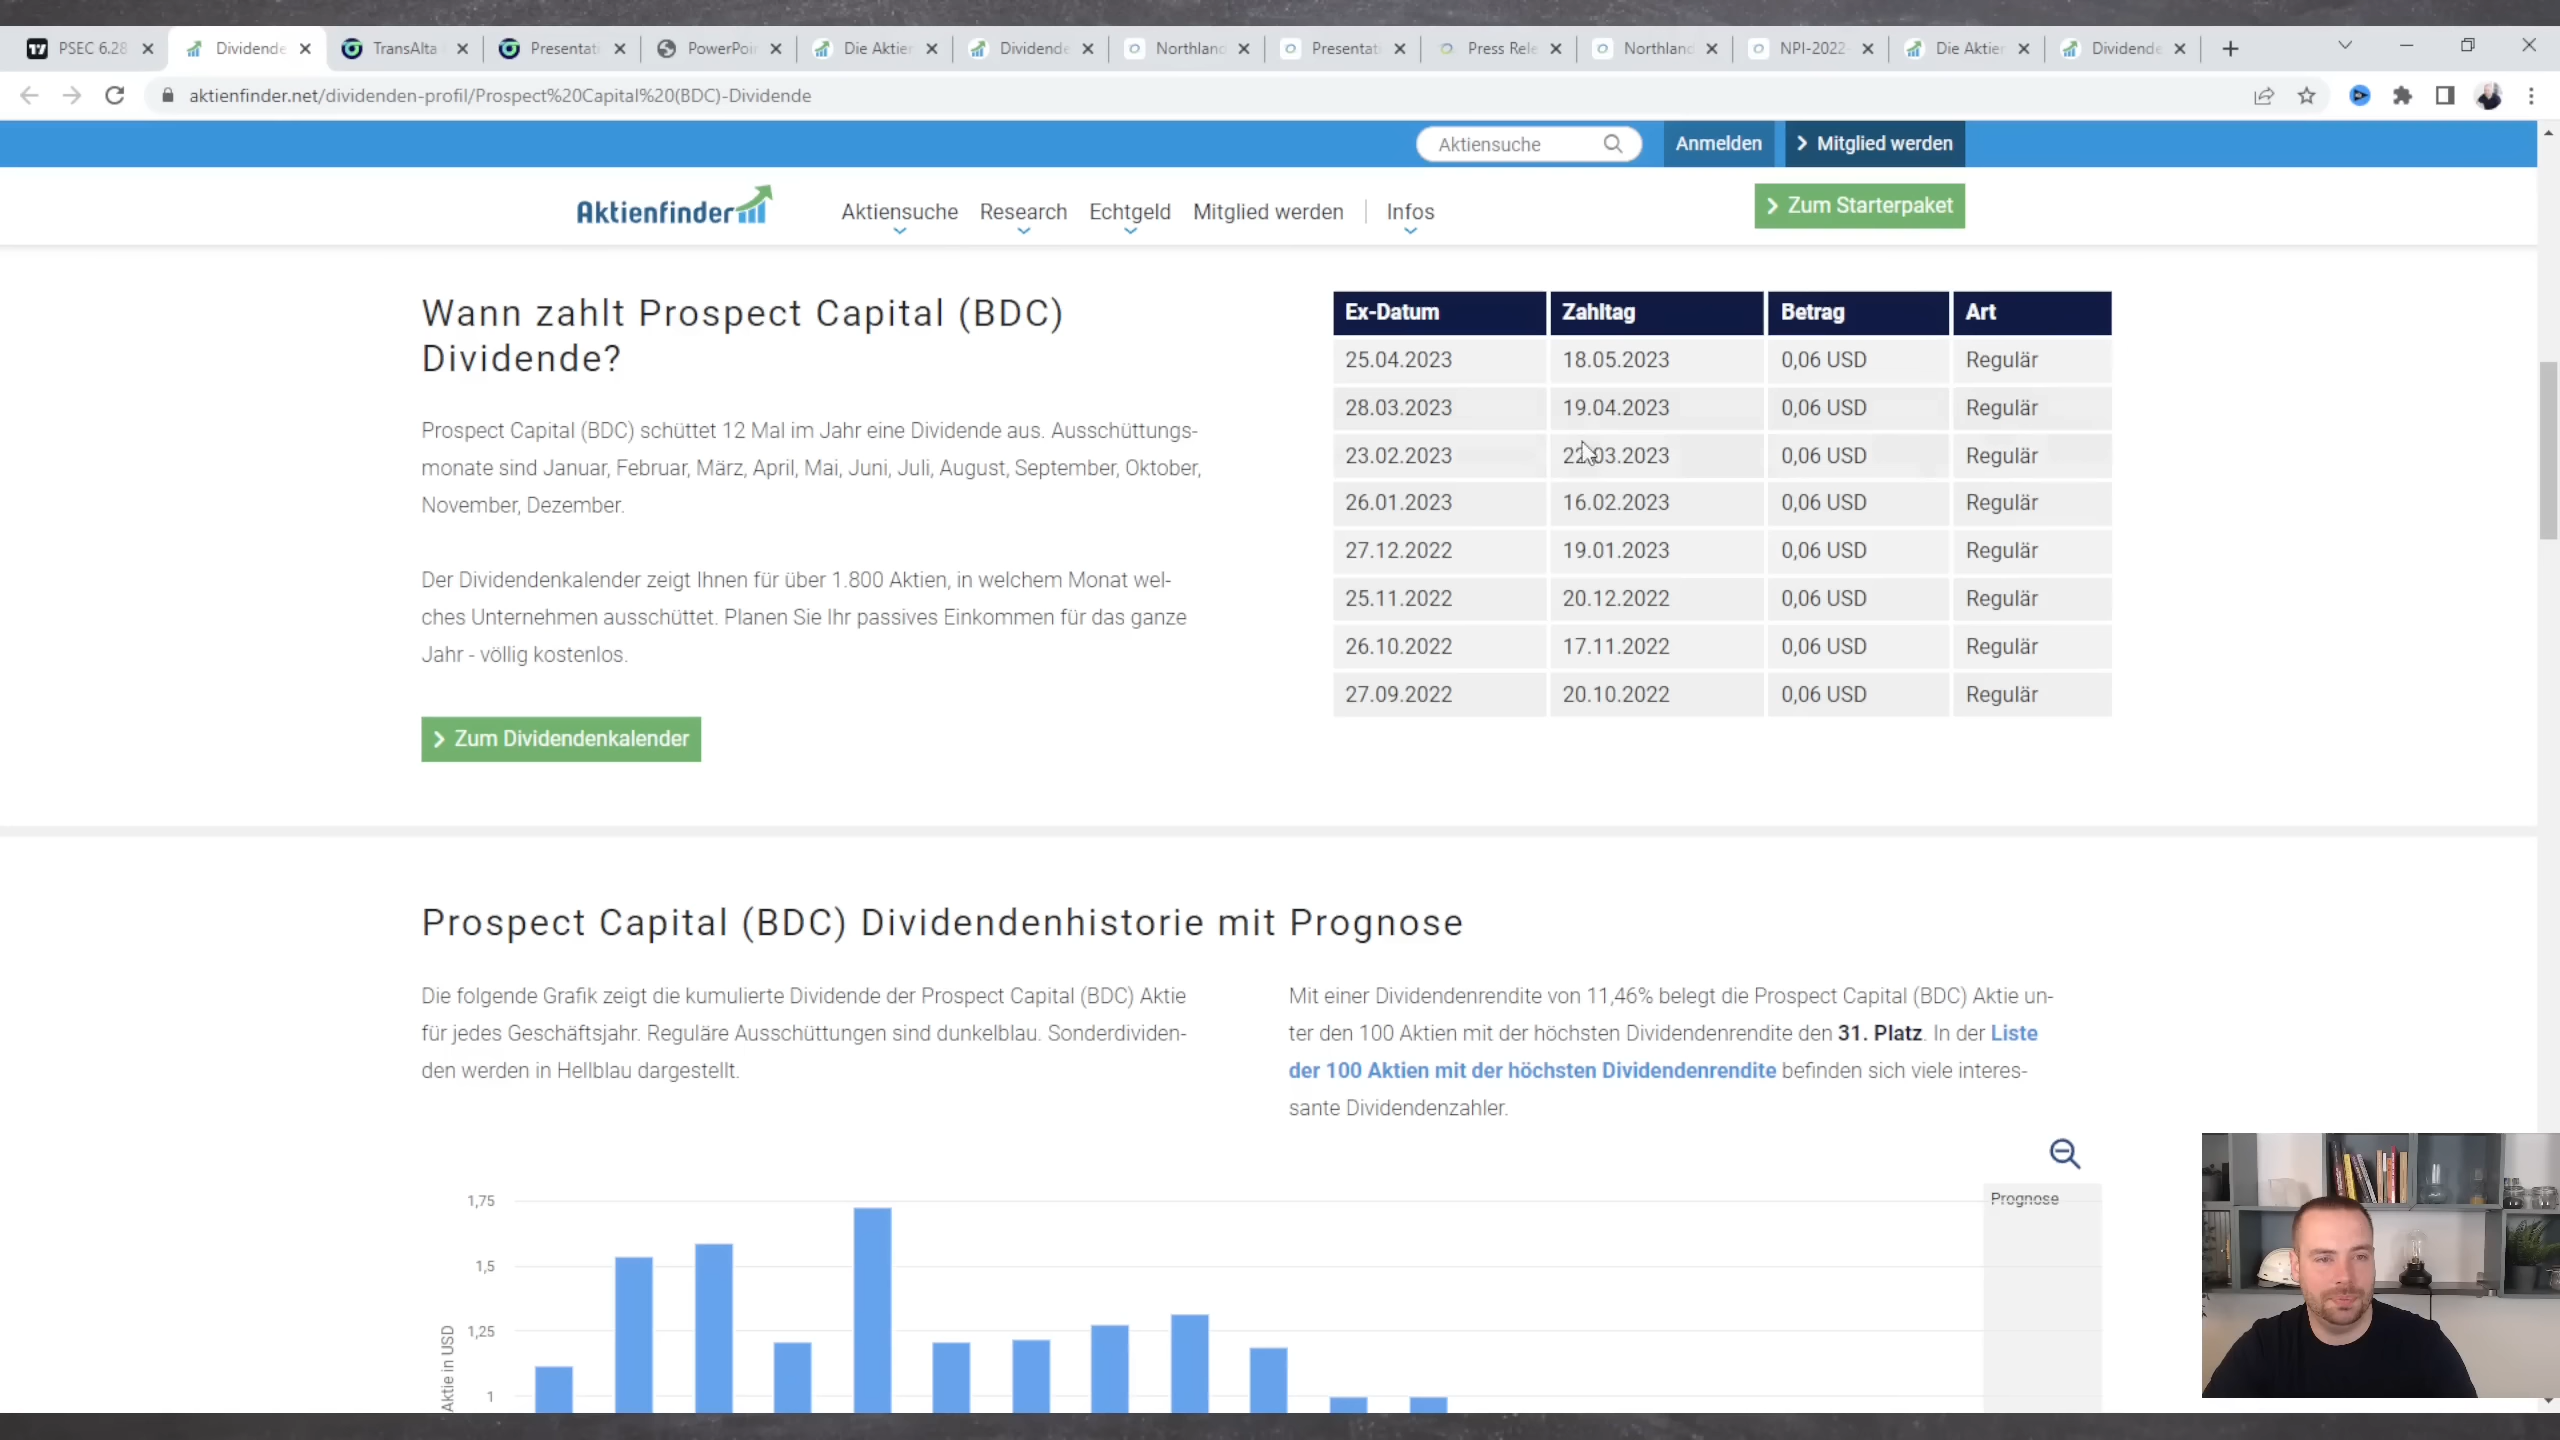 PSEC 6.28
Dividende
TransAlta
Presentati
PowerPoin
Die Aktien
Dividende
Northland
Presentati
Press Rele
Northland
NPI-2022-
Die Aktien
Dividende
aktienfinder.net/dividenden-profil/Prospect%20Capital%20(BDC)-Dividende
Aktiensuche
Anmelden
Mitglied werden
Aktienfinder
Aktiensuche
Research
Echtgeld
Mitglied werden
Infos
Zum Starterpaket
Wann zahlt Prospect Capital (BDC)
Dividende?
Prospect Capital (BDC) schüttet 12 Mal im Jahr eine Dividende aus. Ausschüttungs-
monate sind Januar, Februar, März, April, Mai, Juni, Juli, August, September, Oktober,
November, Dezember.
Der Dividendenkalender zeigt Ihnen für über 1.800 Aktien, in welchem Monat wel-
ches Unternehmen ausschüttet. Planen Sie Ihr passives Einkommen für das ganze
Jahr - völlig kostenlos.
Zum Dividendenkalender
Ex-Datum Zahltag Betrag Art
25.04.2023 18.05.2023 0,06 USD Regulär
28.03.2023 19.04.2023 0,06 USD Regulär
23.02.2023 22.03.2023 0,06 USD Regulär
26.01.2023 16.02.2023 0,06 USD Regulär
27.12.2022 19.01.2023 0,06 USD Regulär
25.11.2022 20.12.2022 0,06 USD Regulär
26.10.2022 17.11.2022 0,06 USD Regulär
27.09.2022 20.10.2022 0,06 USD Regulär
Prospect Capital (BDC) Dividendenhistorie mit Prognose
Die folgende Grafik zeigt die kumulierte Dividende der Prospect Capital (BDC) Aktie
für jedes Geschäftsjahr. Reguläre Ausschüttungen sind dunkelblau. Sonderdividen-
den werden in Hellblau dargestellt.
Mit einer Dividendenrendite von 11,46% belegt die Prospect Capital (BDC) Aktie un-
ter den 100 Aktien mit der höchsten Dividendenrendite den 31. Platz. In der Liste
der 100 Aktien mit der höchsten Dividendenrendite befinden sich viele interes-
sante Dividendenzahler.
Prognose
1,75
1,5
1,25
1
Aktie in USD